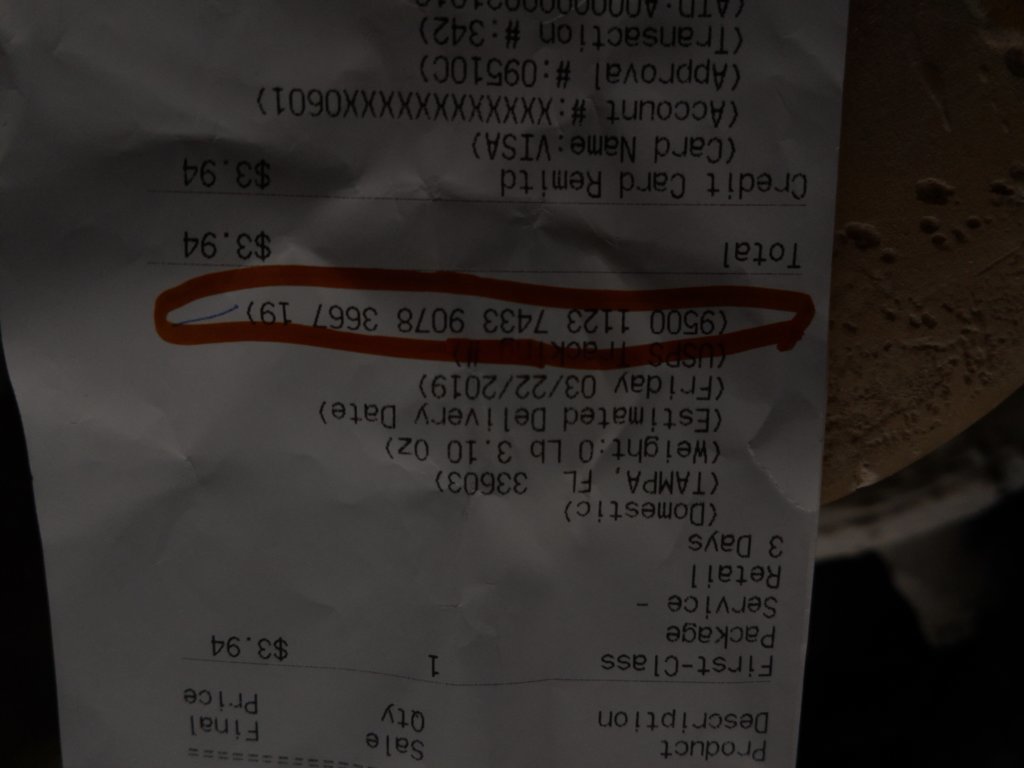 Product Sale Final
Description Qty Price
First-Class 1 $3.94
Package
Service -
Retail
3 Days
(Domestic)
(TAMPA, FL 33603)
(Weight:0 Lb 3.10 Oz)
(Estimated Delivery Date)
(Friday 03/22/2019)
(USPS Tracking #)
(9500 1123 7433 9078 3667 19)
Total $3.94
Credit Card Remitd $3.94
(Card Name:VISA)
(Account #:XXXXXXXXXXXX0601)
(Approval #:09510C)
(Transaction #:342)